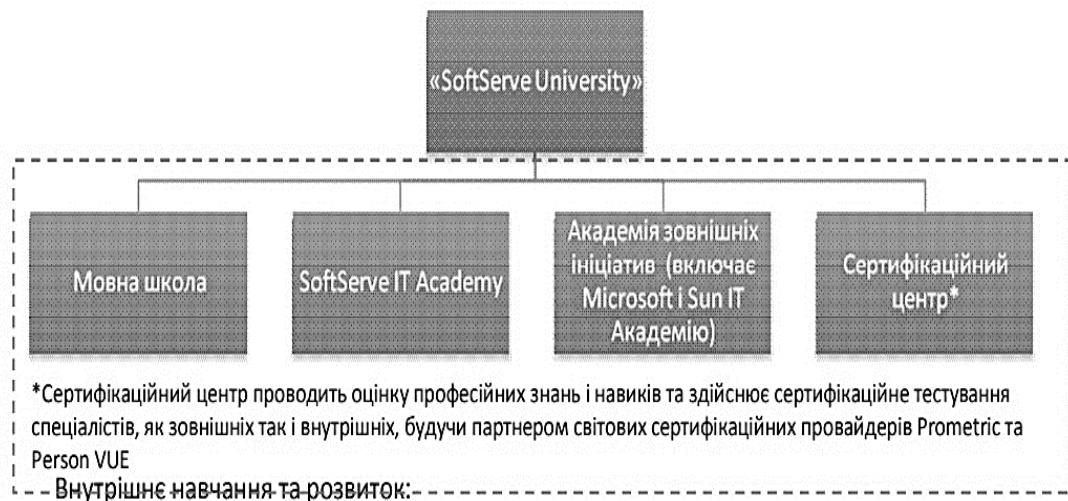 «SoftServe University»
Мовна школа
SoftServe IT Academy
Академія зовнішніх
ініціатив (включає
Microsoft і Sun IT
Академію)
Сертифікаційний
центр*
*Сертифікаційний центр проводить оцінку професійних знань і навиків та здійснює сертифікаційне тестування
спеціалістів, як зовнішніх так і внутрішніх, будучи партнером світових сертифікаційних провайдерів Prometric та
Person VUE
Внутрішнє навчання та розвиток: